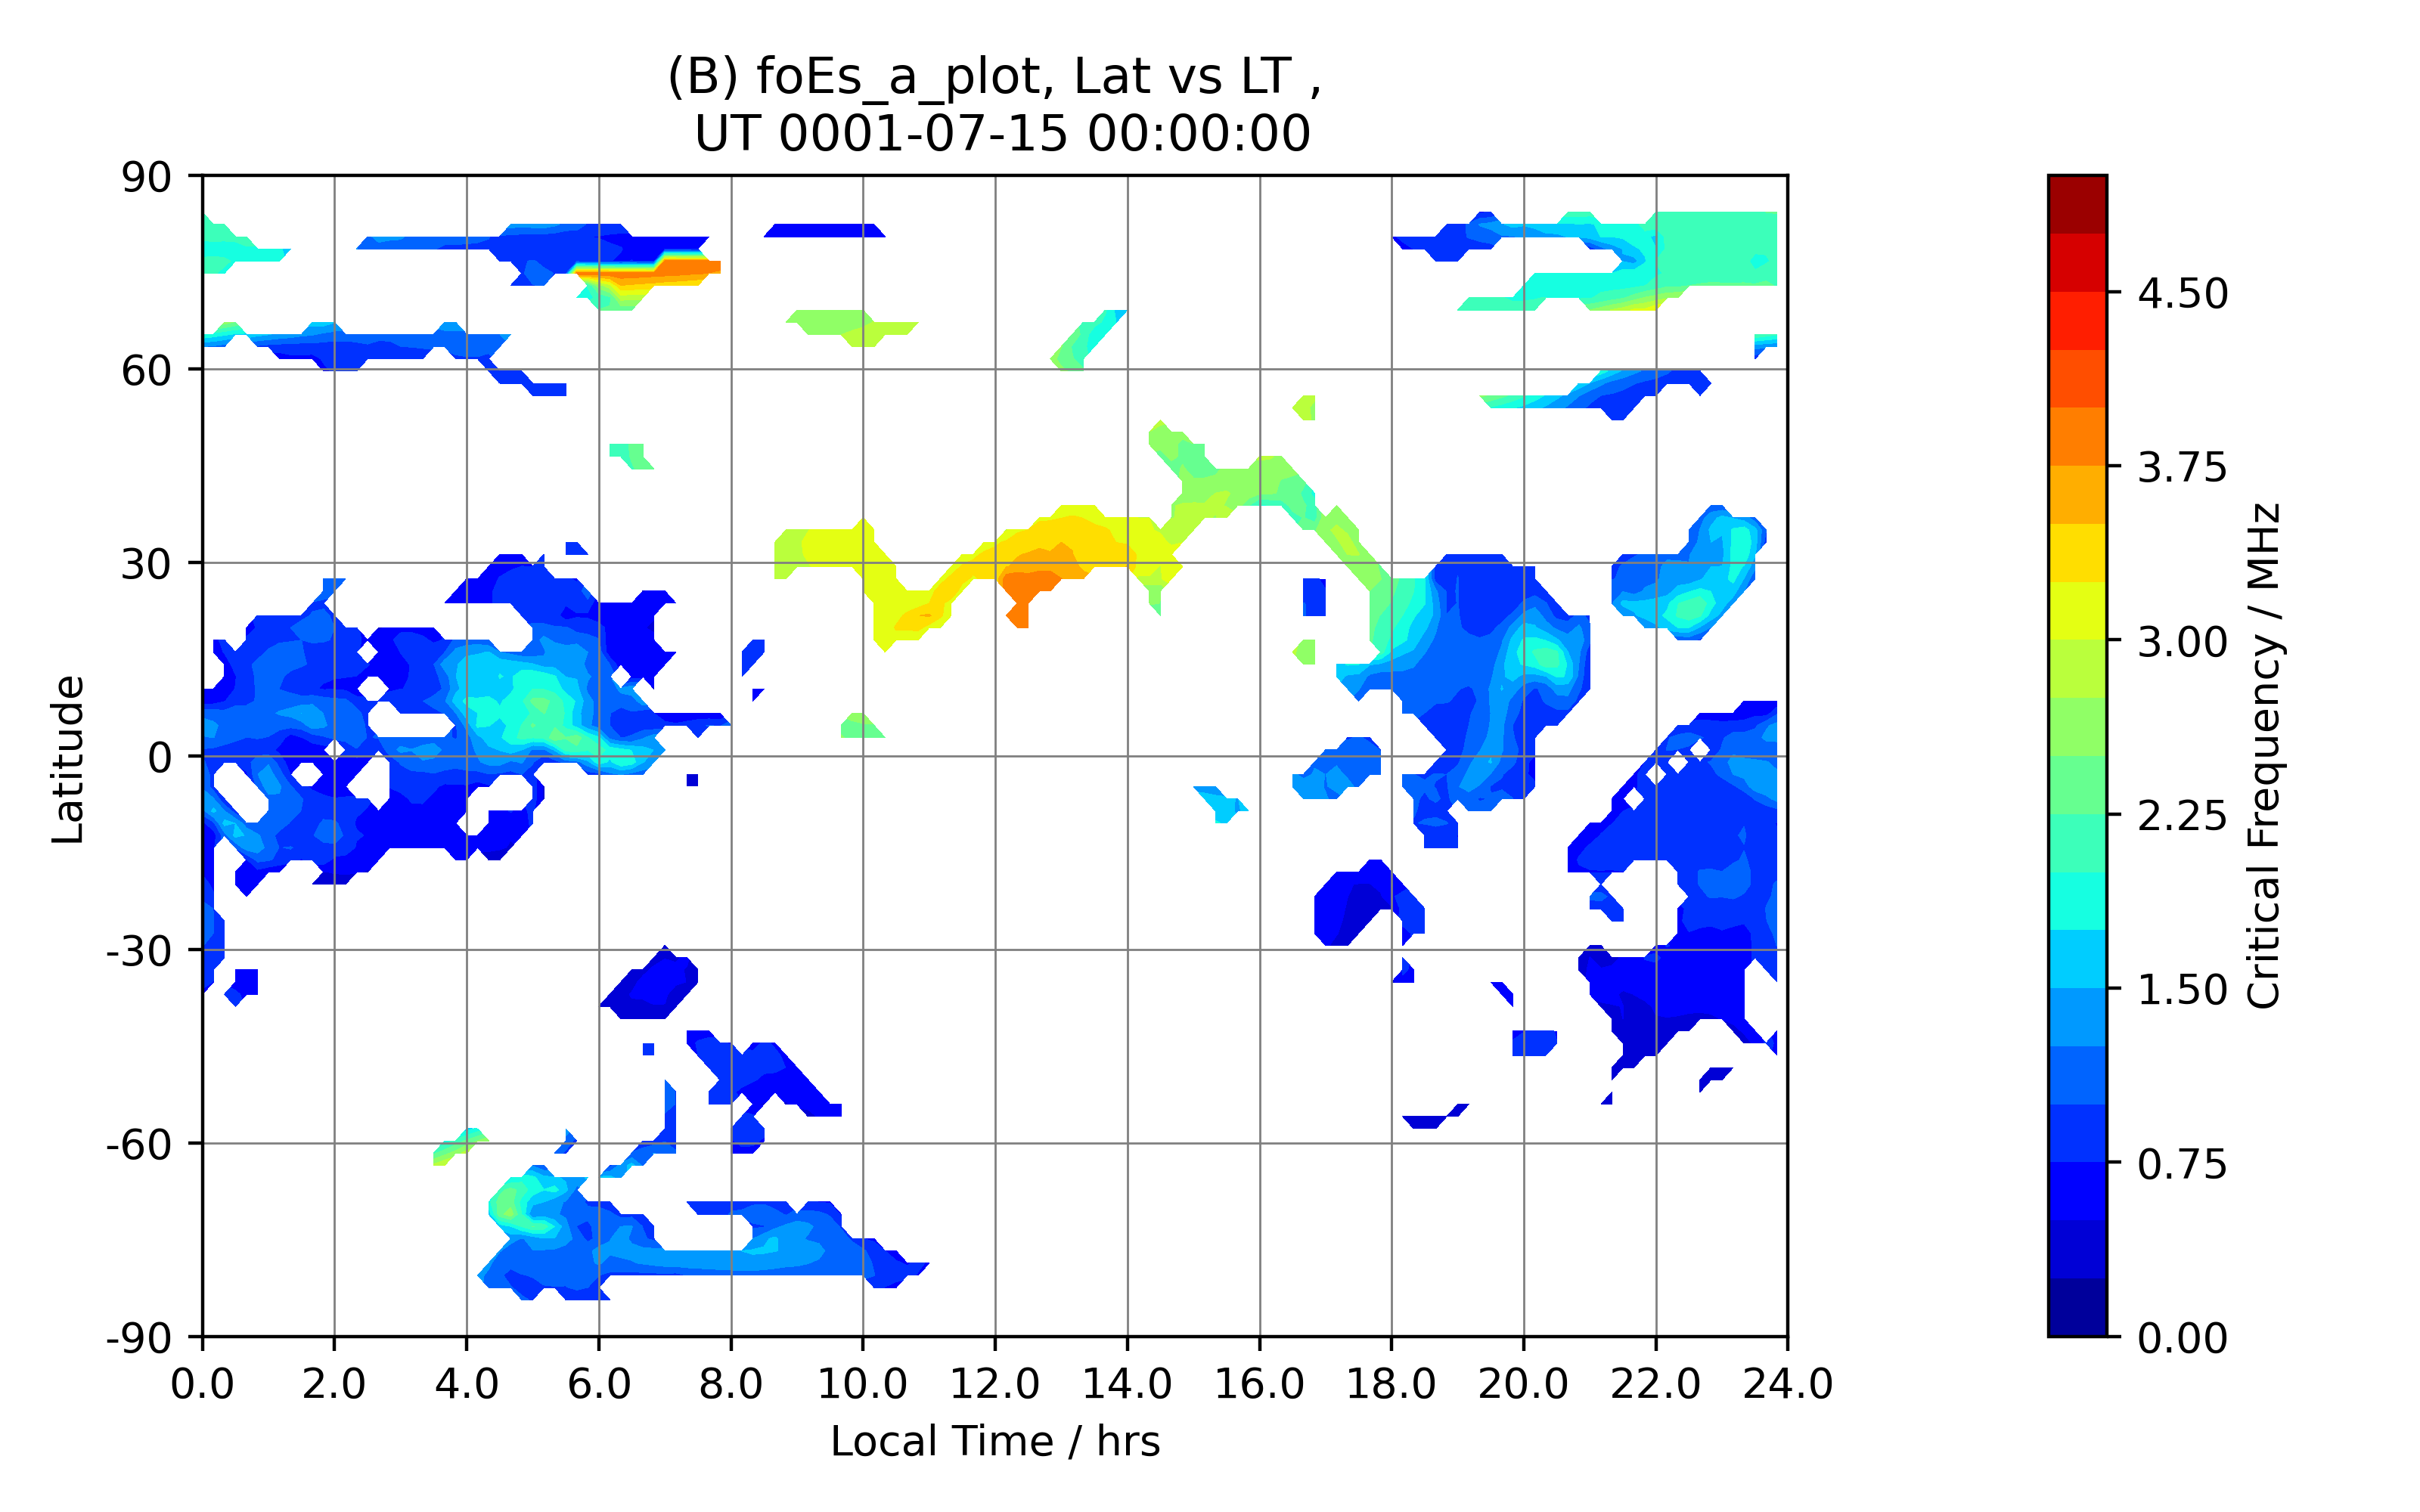 (B) foEs_a_plot, Lat vs LT ,
UT 0001-07-15 00:00:00
90
60
30
0
-30
-60
-90
Latitude
0.0 2.0 4.0 6.0 8.0 10.0 12.0 14.0 16.0 18.0 20.0 22.0 24.0
Local Time / hrs
4.50
3.75
3.00
2.25
1.50
0.75
0.00
Critical Frequency / MHz